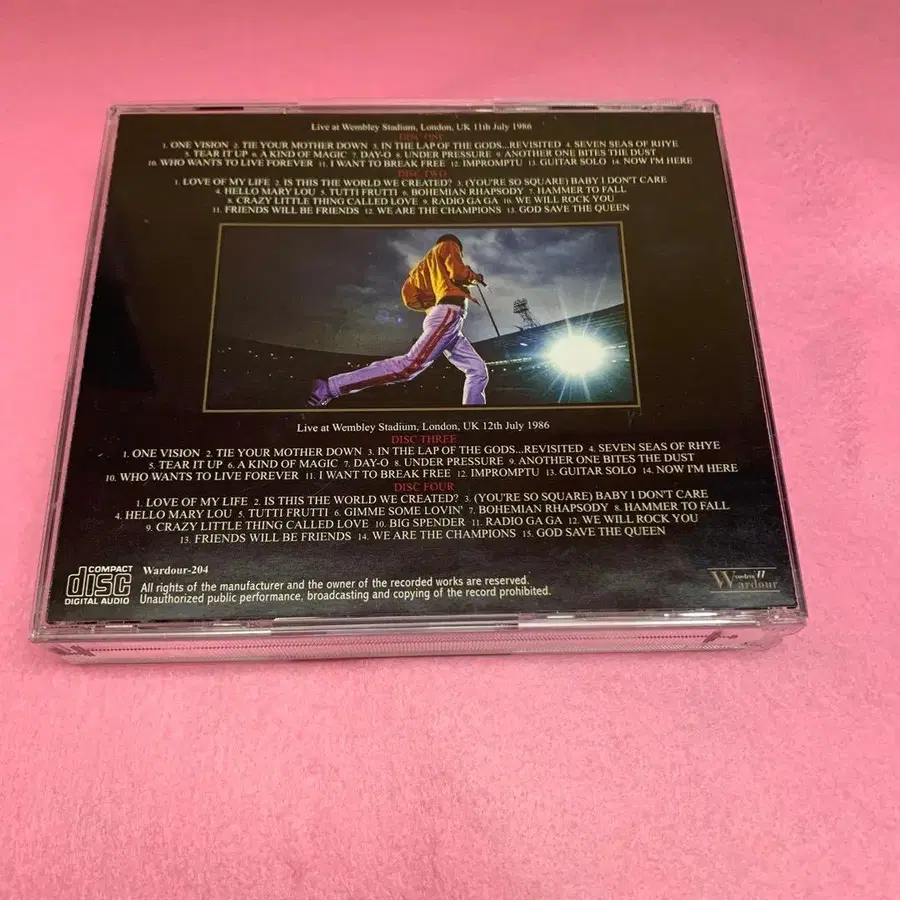 Live at Wembley Stadium, London, UK 11th July 1986
DISC ONE
1. ONE VISION 2. TIE YOUR MOTHER DOWN 3. IN THE LAP OF THE GODS...REVISITED 4. SEVEN SEAS OF RHYE
5. TEAR IT UP 6. A KIND OF MAGIC 7. DAY-O 8. UNDER PRESSURE 9. ANOTHER ONE BITES THE DUST
10. WHO WANTS TO LIVE FOREVER 11. I WANT TO BREAK FREE 12. IMPROMPTU 13. GUITAR SOLO 14. NOW I'M HERE
DISC TWO
1. LOVE OF MY LIFE 2. IS THIS THE WORLD WE CREATED? 3. (YOU'RE SO SQUARE) BABY I DON'T CARE
4. HELLO MARY LOU 5. TUTTI FRUTTI 6. BOHEMIAN RHAPSODY 7. HAMMER TO FALL
8. CRAZY LITTLE THING CALLED LOVE 9. RADIO GA GA 10. WE WILL ROCK YOU
11. FRIENDS WILL BE FRIENDS 12. WE ARE THE CHAMPIONS 13. GOD SAVE THE QUEEN
Live at Wembley Stadium, London, UK 12th July 1986
DISC THREE
1. ONE VISION 2. TIE YOUR MOTHER DOWN 3. IN THE LAP OF THE GODS...REVISITED 4. SEVEN SEAS OF RHYE
5. TEAR IT UP 6. A KIND OF MAGIC 7. DAY-O 8. UNDER PRESSURE 9. ANOTHER ONE BITES THE DUST
10. WHO WANTS TO LIVE FOREVER 11. I WANT TO BREAK FREE 12. IMPROMPTU 13. GUITAR SOLO 14. NOW I'M HERE
DISC FOUR
1. LOVE OF MY LIFE 2. IS THIS THE WORLD WE CREATED? 3. (YOU'RE SO SQUARE) BABY I DON'T CARE
4. HELLO MARY LOU 5. TUTTI FRUTTI 6. GIMME SOME LOVIN' 7. BOHEMIAN RHAPSODY 8. HAMMER TO FALL
9. CRAZY LITTLE THING CALLED LOVE 10. BIG SPENDER 11. RADIO GA GA 12. WE WILL ROCK YOU
13. FRIENDS WILL BE FRIENDS 14. WE ARE THE CHAMPIONS 15. GOD SAVE THE QUEEN
COMPACT
disc
DIGITAL AUDIO
Wardour-204
All rights of the manufacturer and the owner of the recorded works are reserved.
Unauthorized public performance, broadcasting and copying of the record prohibited.
Wardour